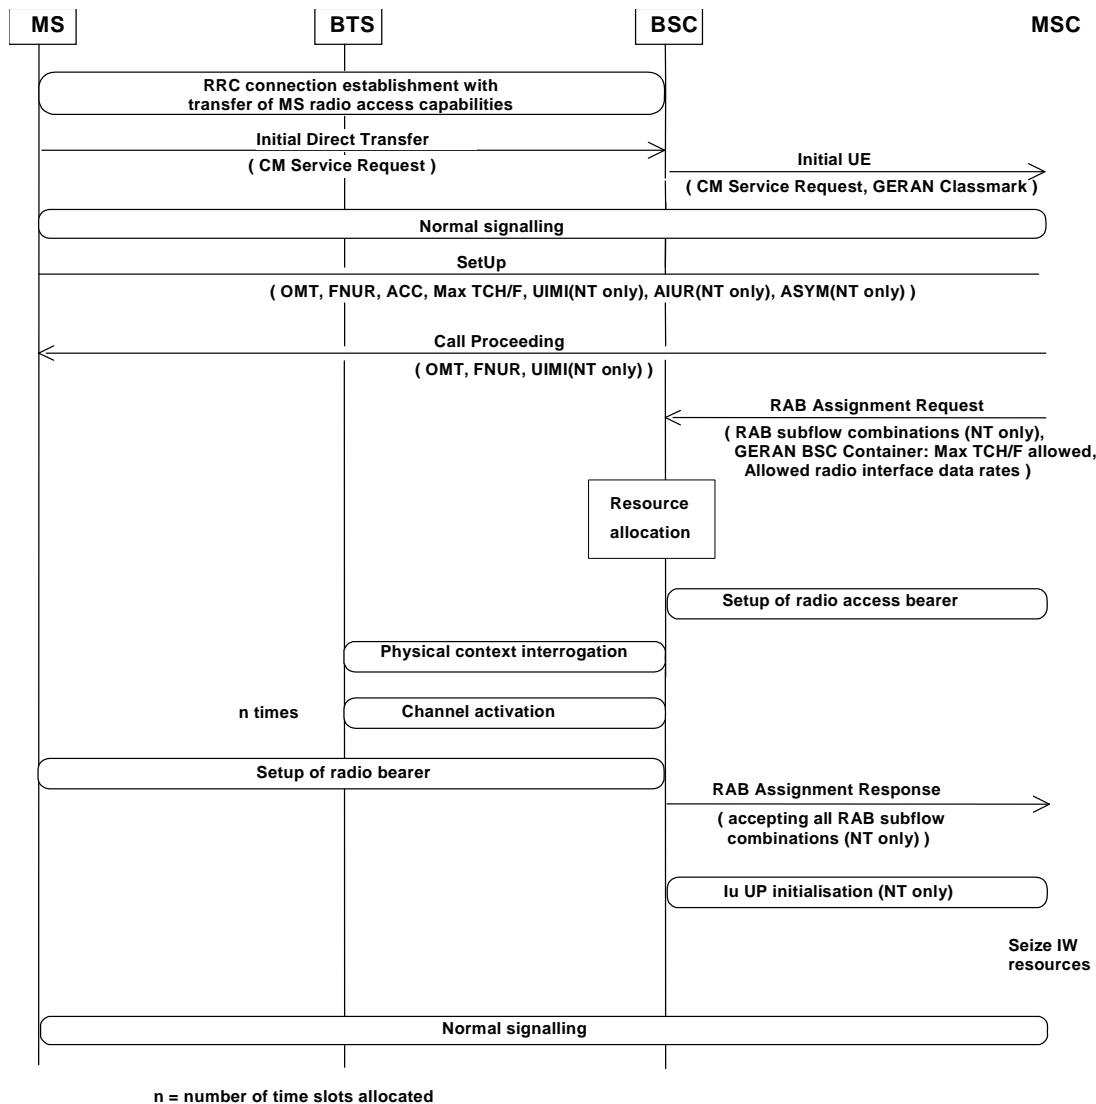 MS BTS BSC MSC
RRC connection establishment with
transfer of MS radio access capabilities
Initial Direct Transfer
( CM Service Request )
Initial UE
( CM Service Request, GERAN Classmark )
Normal signalling
SetUp
( OMT, FNUR, ACC, Max TCH/F, UIMI(NT only), AIUR(NT only), ASYM(NT only) )
Call Proceeding
( OMT, FNUR, UIMI(NT only) )
RAB Assignment Request
( RAB subflow combinations (NT only),
GERAN BSC Container: Max TCH/F allowed,
Allowed radio interface data rates )
Resource
allocation
Setup of radio access bearer
Physical context interrogation
n times
Channel activation
Setup of radio bearer
RAB Assignment Response
( accepting all RAB subflow
combinations (NT only) )
Iu UP initialisation (NT only)
Seize IW
resources
Normal signalling
n = number of time slots allocated